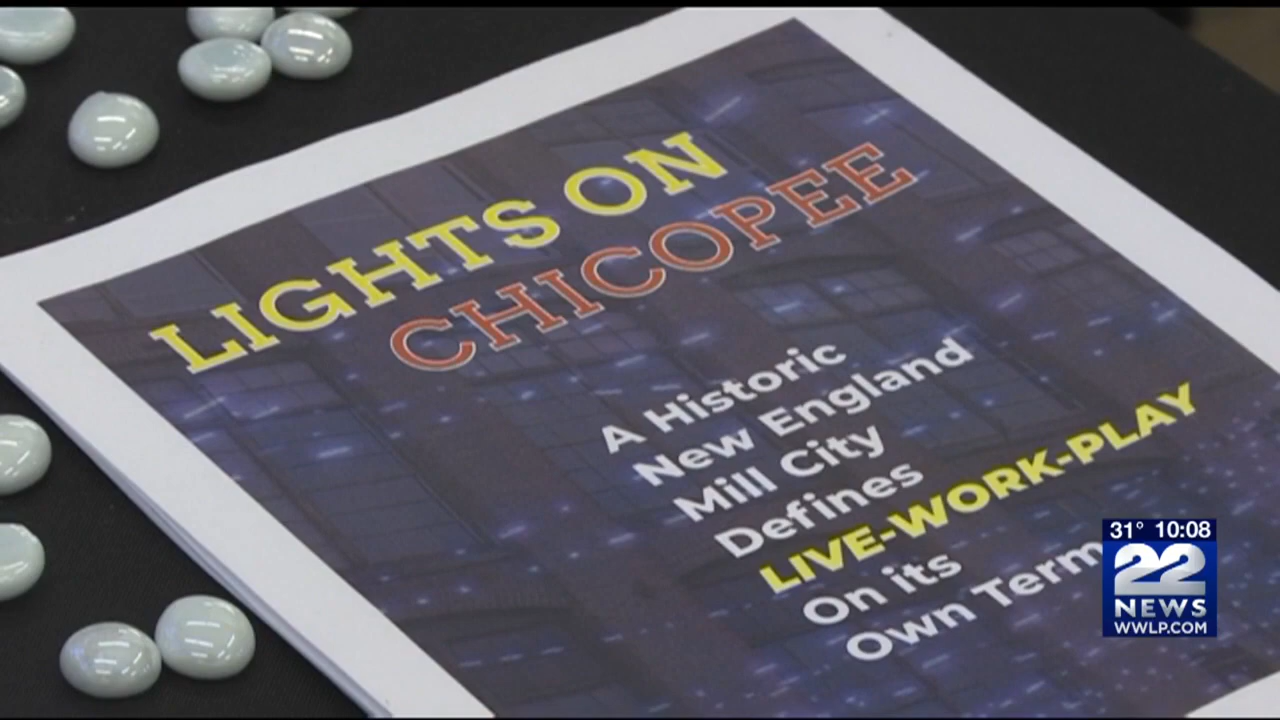 LIGHTS ON
CHICOPEE
A Historic
New England
Mill City
Defines
LIVE-WORK-PLAY
On its
Own Term
31° 10:08
22
NEWS
WWLP.COM